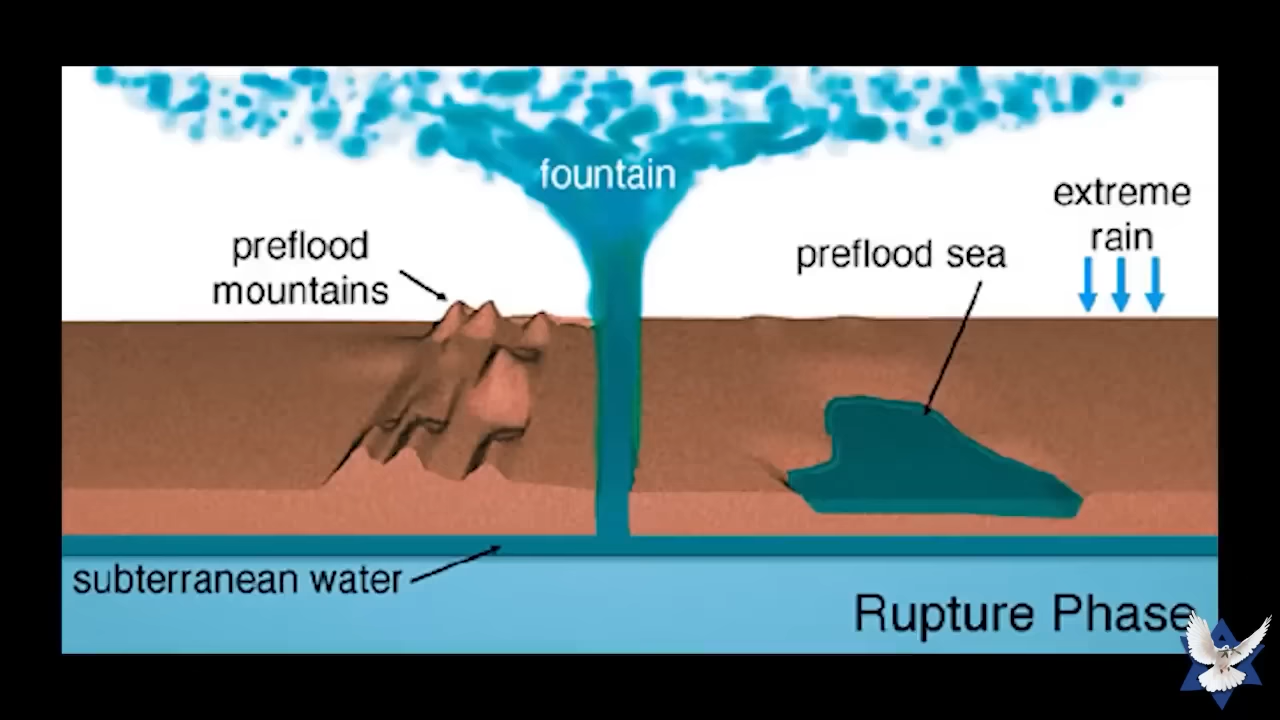 fountain
extreme
rain
preflood
mountains
preflood sea
subterranean water
Rupture Phase